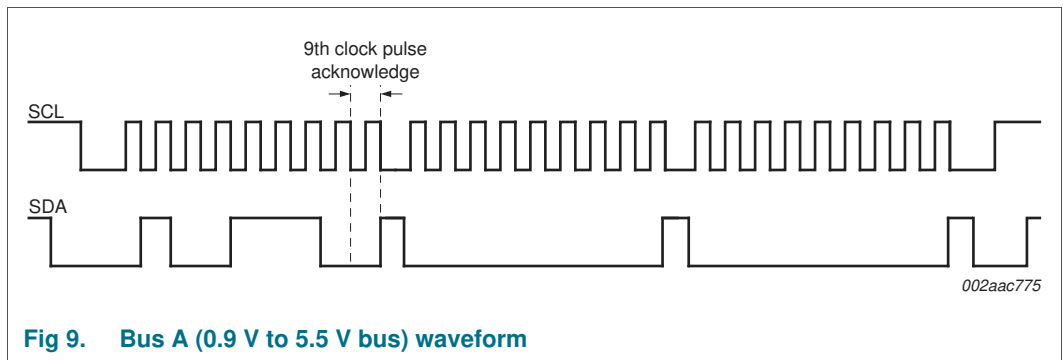 9th clock pulse
acknowledge
SCL
SDA
002aac775
Fig 9. Bus A (0.9 V to 5.5 V bus) waveform